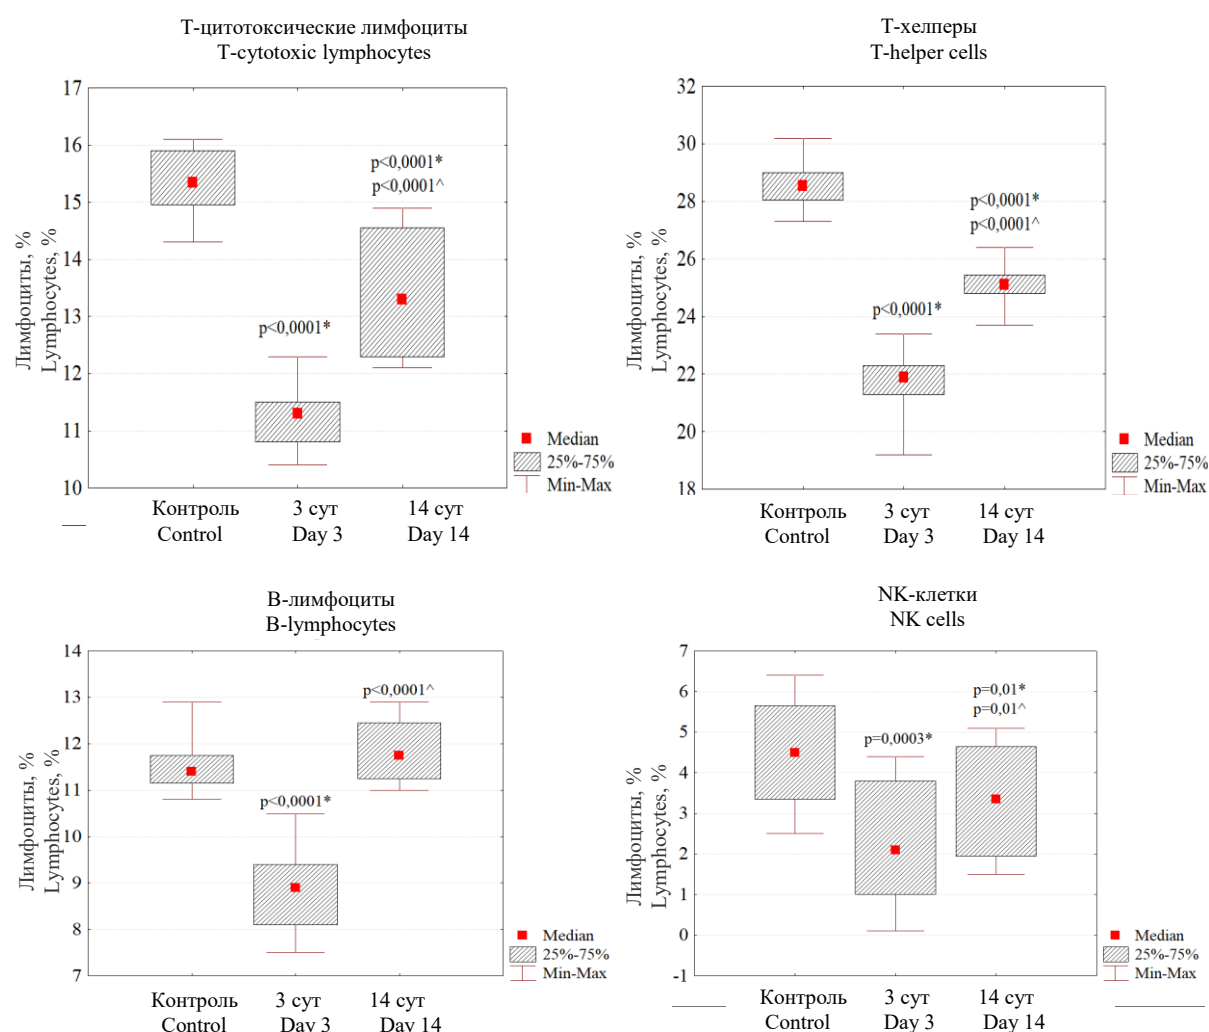 Т-цитотоксические лимфоциты
T-cytotoxic lymphocytes
17
16
15
14
13
12
11
10
Лимфоциты, %
Lymphocytes, %
p<0,0001*
p<0,0001*
p<0,0001^
Median
25%-75%
Min-Max
Контроль 3 сут 14 сут
Control Day 3 Day 14
Т-хелперы
T-helper cells
32
30
28
26
24
22
20
18
Лимфоциты, %
Lymphocytes, %
p<0,0001*
p<0,0001*
p<0,0001^
Median
25%-75%
Min-Max
Контроль 3 сут 14 сут
Control Day 3 Day 14
В-лимфоциты
B-lymphocytes
14
13
12
11
10
9
8
7
Лимфоциты, %
Lymphocytes, %
p<0,0001*
p<0,0001^
Median
25%-75%
Min-Max
Контроль 3 сут 14 сут
Control Day 3 Day 14
NK-клетки
NK cells
7
6
5
4
3
2
1
0
-1
Лимфоциты, %
Lymphocytes, %
p=0,0003*
p=0,01*
p=0,01^
Median
25%-75%
Min-Max
Контроль 3 сут 14 сут
Control Day 3 Day 14